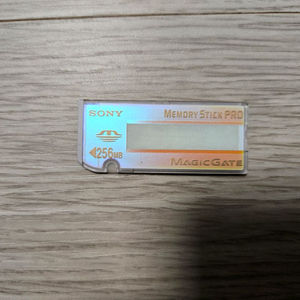 SONY
MEMORY STICK PRO
256MB
MAGICGATE